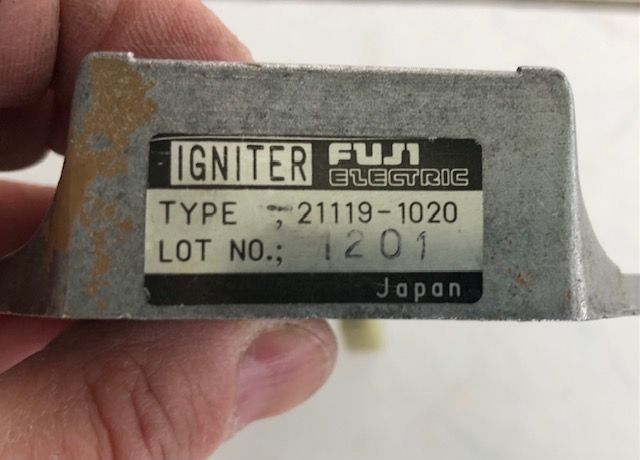 IGNITER FUJI ELECTRIC
TYPE ; 21119-1020
LOT NO.; 1201
Japan